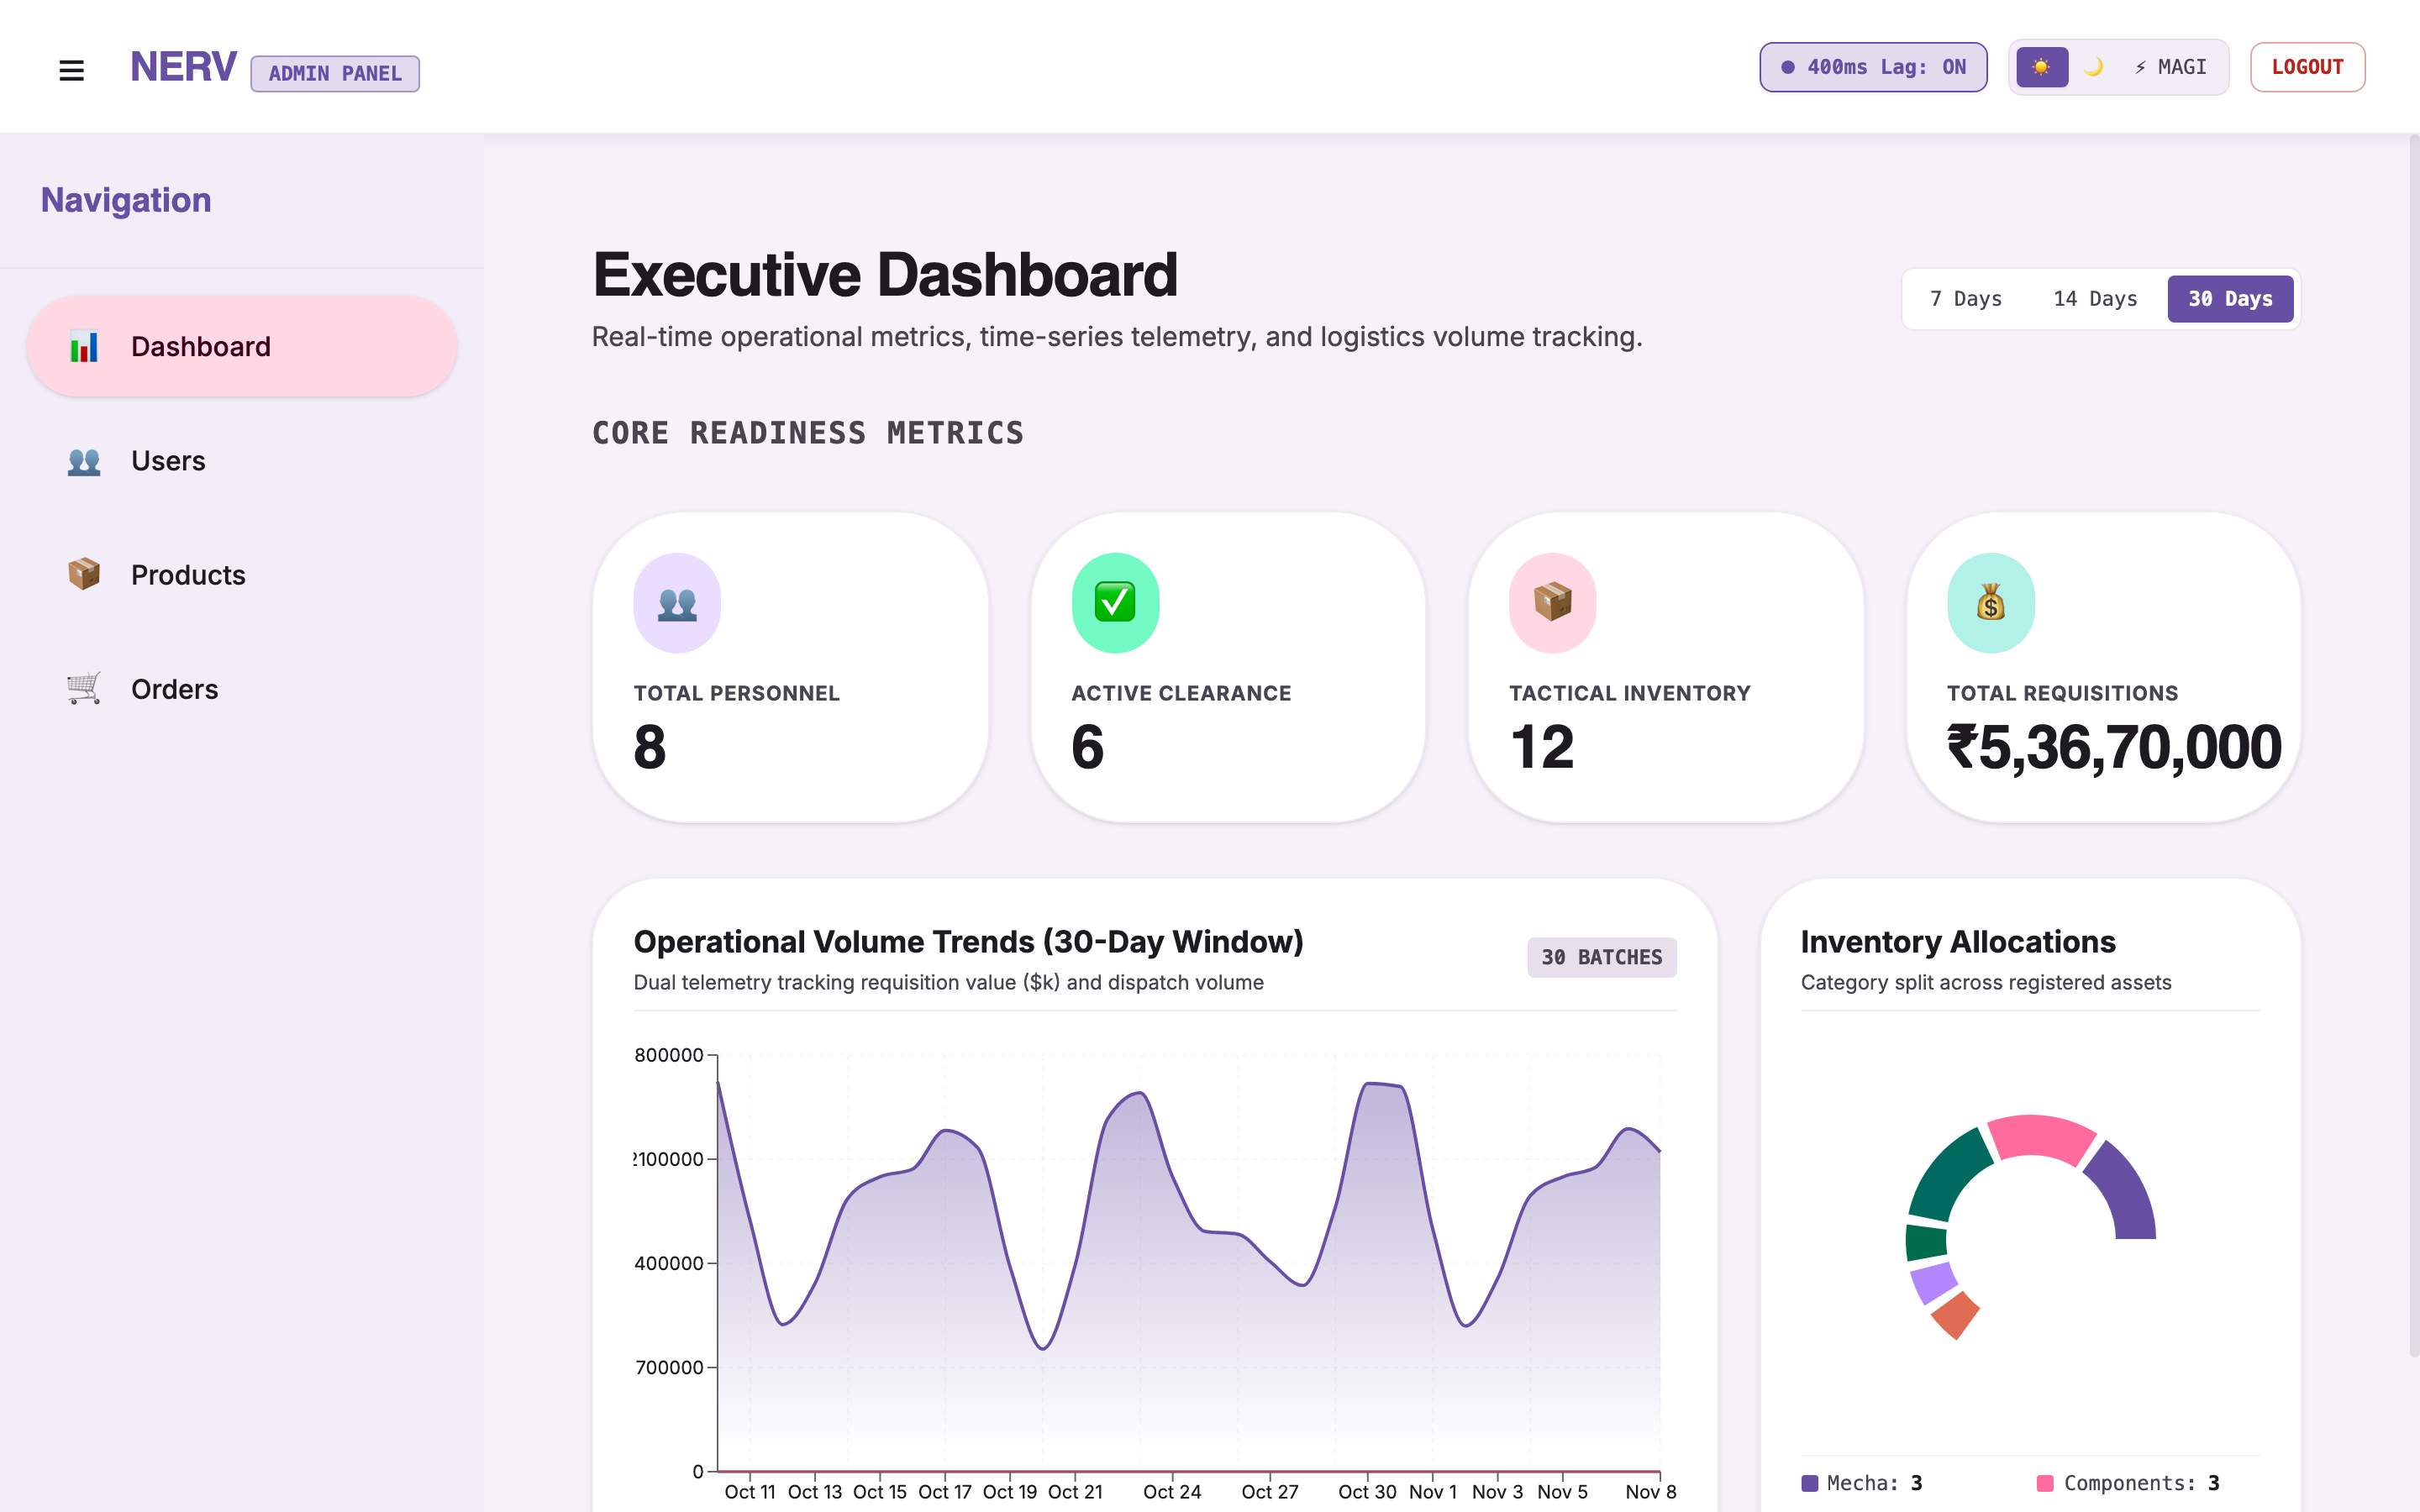 NERV ADMIN PANEL
400ms Lag: ON
MAGI
LOGOUT
Navigation
Dashboard
Users
Products
Orders
Executive Dashboard
Real-time operational metrics, time-series telemetry, and logistics volume tracking.
7 Days 14 Days 30 Days
CORE READINESS METRICS
TOTAL PERSONNEL
8
ACTIVE CLEARANCE
6
TACTICAL INVENTORY
12
TOTAL REQUISITIONS
₹5,36,70,000
Operational Volume Trends (30-Day Window)
Dual telemetry tracking requisition value ($k) and dispatch volume
30 BATCHES
800000
2100000
400000
700000
0
Oct 11 Oct 13 Oct 15 Oct 17 Oct 19 Oct 21 Oct 24 Oct 27 Oct 30 Nov 1 Nov 3 Nov 5 Nov 8
Inventory Allocations
Category split across registered assets
Mecha: 3
Components: 3